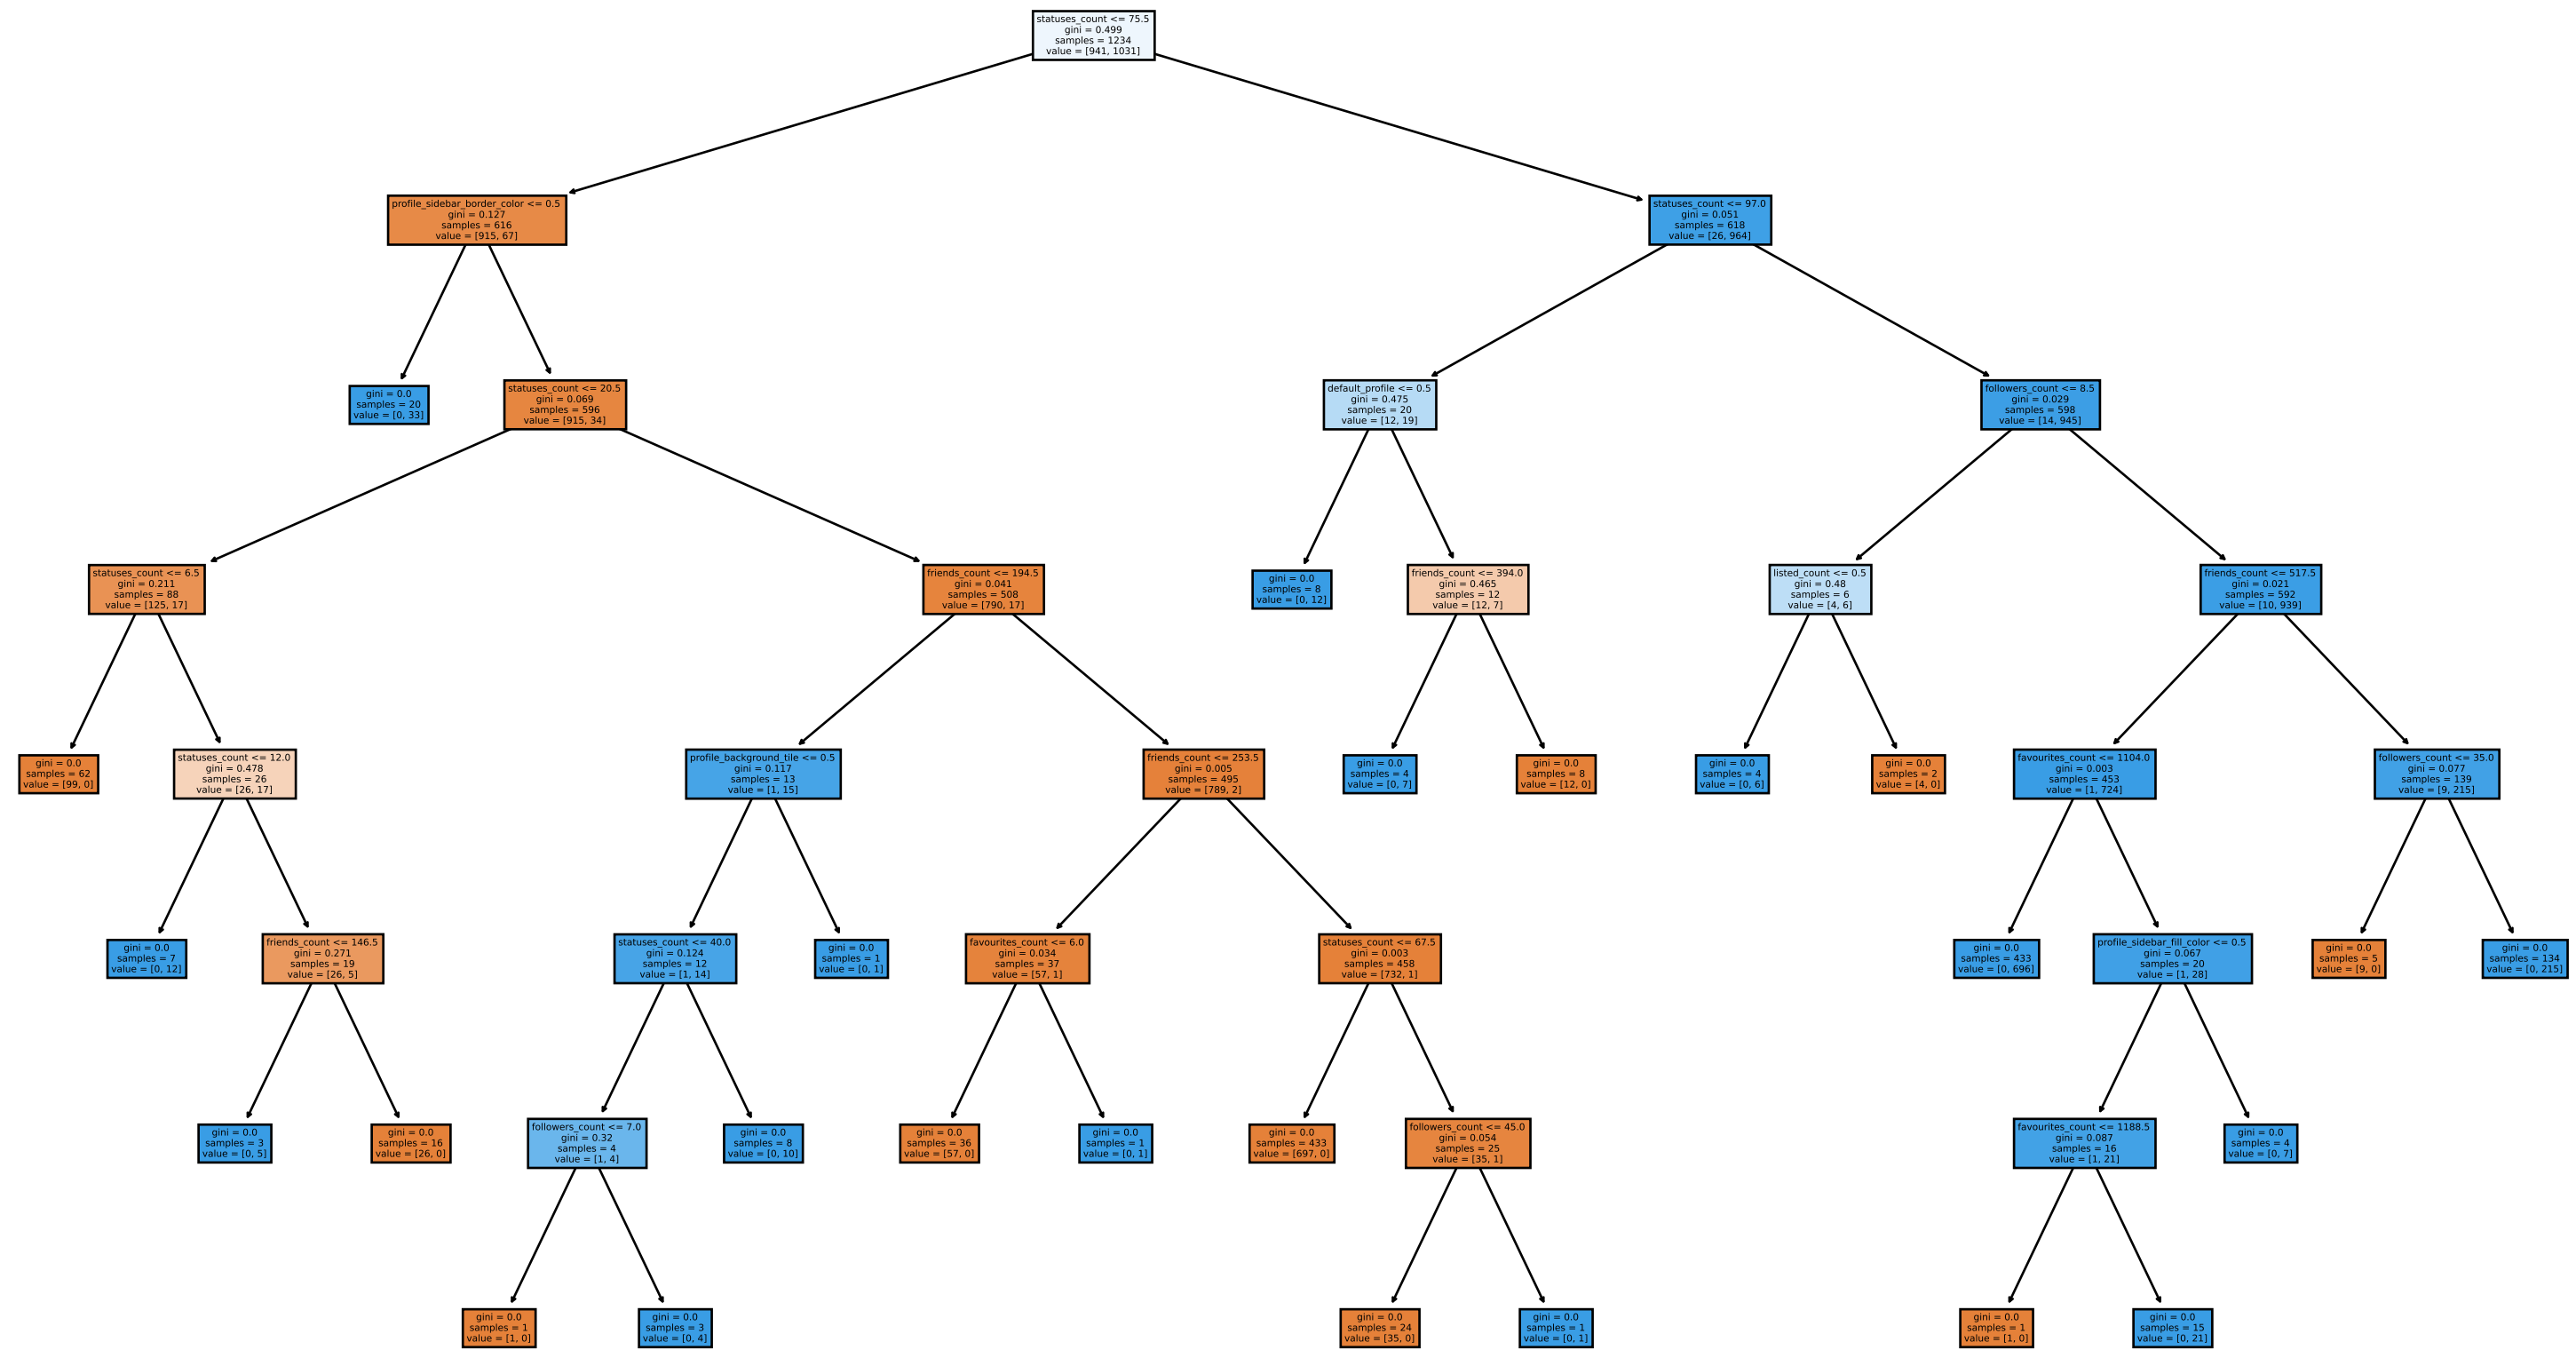 statuses_count <= 75.5
gini = 0.499
samples = 1234
value = [941, 1031]
profile_sidebar_border_color <= 0.5
gini = 0.127
samples = 616
value = [915, 67]
statuses_count <= 97.0
gini = 0.051
samples = 618
value = [26, 964]
gini = 0.0
samples = 20
value = [0, 33]
statuses_count <= 20.5
gini = 0.069
samples = 596
value = [915, 34]
default_profile <= 0.5
gini = 0.475
samples = 20
value = [12, 19]
followers_count <= 8.5
gini = 0.029
samples = 598
value = [14, 945]
statuses_count <= 6.5
gini = 0.211
samples = 88
value = [125, 17]
friends_count <= 194.5
gini = 0.041
samples = 508
value = [790, 17]
gini = 0.0
samples = 8
value = [0, 12]
friends_count <= 394.0
gini = 0.465
samples = 12
value = [12, 7]
listed_count <= 0.5
gini = 0.48
samples = 6
value = [4, 6]
friends_count <= 517.5
gini = 0.021
samples = 592
value = [10, 939]
gini = 0.0
samples = 62
value = [99, 0]
statuses_count <= 12.0
gini = 0.478
samples = 26
value = [26, 17]
profile_background_tile <= 0.5
gini = 0.117
samples = 13
value = [1, 15]
friends_count <= 253.5
gini = 0.005
samples = 495
value = [789, 2]
gini = 0.0
samples = 4
value = [0, 7]
gini = 0.0
samples = 8
value = [12, 0]
gini = 0.0
samples = 4
value = [0, 6]
gini = 0.0
samples = 2
value = [4, 0]
favourites_count <= 1104.0
gini = 0.003
samples = 453
value = [1, 724]
followers_count <= 35.0
gini = 0.077
samples = 139
value = [9, 215]
gini = 0.0
samples = 7
value = [0, 12]
friends_count <= 146.5
gini = 0.271
samples = 19
value = [26, 5]
statuses_count <= 40.0
gini = 0.124
samples = 12
value = [1, 14]
gini = 0.0
samples = 1
value = [0, 1]
favourites_count <= 6.0
gini = 0.034
samples = 37
value = [57, 1]
statuses_count <= 67.5
gini = 0.003
samples = 458
value = [732, 1]
gini = 0.0
samples = 433
value = [0, 696]
profile_sidebar_fill_color <= 0.5
gini = 0.067
samples = 20
value = [1, 28]
gini = 0.0
samples = 5
value = [9, 0]
gini = 0.0
samples = 134
value = [0, 215]
gini = 0.0
samples = 3
value = [0, 5]
gini = 0.0
samples = 16
value = [26, 0]
followers_count <= 7.0
gini = 0.32
samples = 4
value = [1, 4]
gini = 0.0
samples = 8
value = [0, 10]
gini = 0.0
samples = 36
value = [57, 0]
gini = 0.0
samples = 1
value = [0, 1]
gini = 0.0
samples = 433
value = [697, 0]
followers_count <= 45.0
gini = 0.054
samples = 25
value = [35, 1]
favourites_count <= 1188.5
gini = 0.087
samples = 16
value = [1, 21]
gini = 0.0
samples = 4
value = [0, 7]
gini = 0.0
samples = 1
value = [1, 0]
gini = 0.0
samples = 3
value = [0, 4]
gini = 0.0
samples = 24
value = [35, 0]
gini = 0.0
samples = 1
value = [0, 1]
gini = 0.0
samples = 1
value = [1, 0]
gini = 0.0
samples = 15
value = [0, 21]